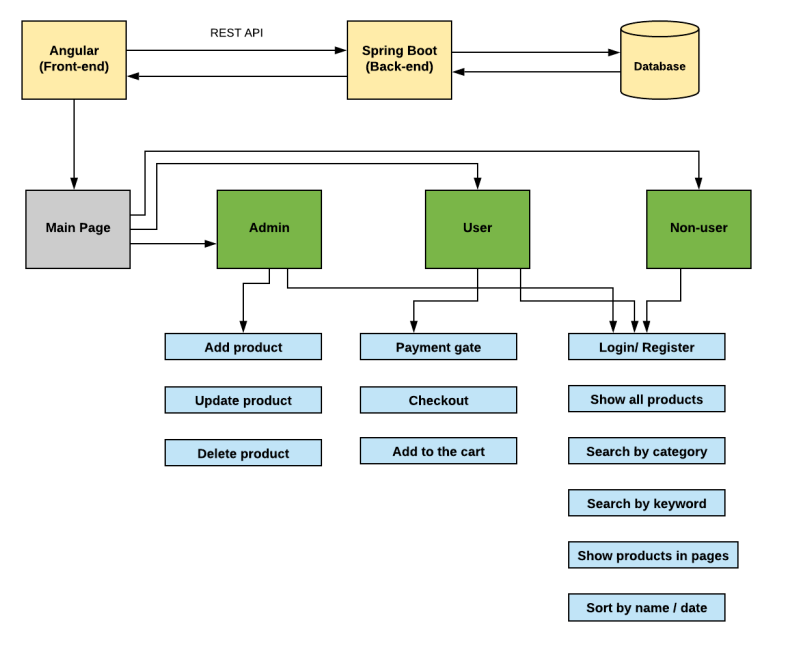 REST API
Angular
(Front-end)
Spring Boot
(Back-end)
Database
Main Page
Admin
User
Non-user
Add product
Payment gate
Login/ Register
Update product
Checkout
Show all products
Delete product
Add to the cart
Search by category
Search by keyword
Show products in pages
Sort by name / date